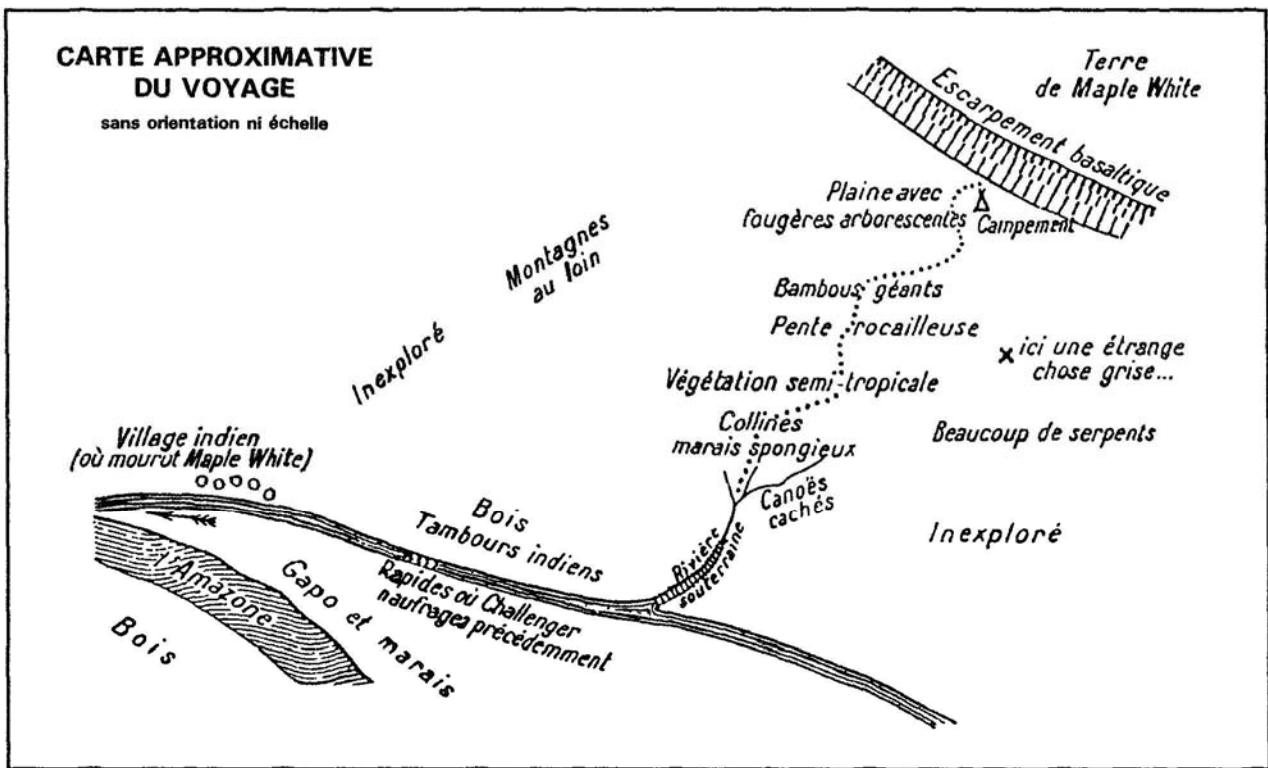 CARTE APPROXIMATIVE
DU VOYAGE
sans orientation ni échelle
Terre
de Maple White
Escarpement basaltique
Plaine avec
fougères arborescentes
Campement
Montagnes
au loin
Bambous géants
Pente rocailleuse
Inexploré
ici une étrange
chose grise...
Végétation semi-tropicale
Collines
marais spongieux
Beaucoup de serpents
Village indien
(où mourut Maple White)
Canoës
cachés
Bois
Tambours indiens
Inexploré
Rivière
souterraine
Rapides où Challenger
naufragea précédemment
l'Amazone
Gapo et marais
Bois